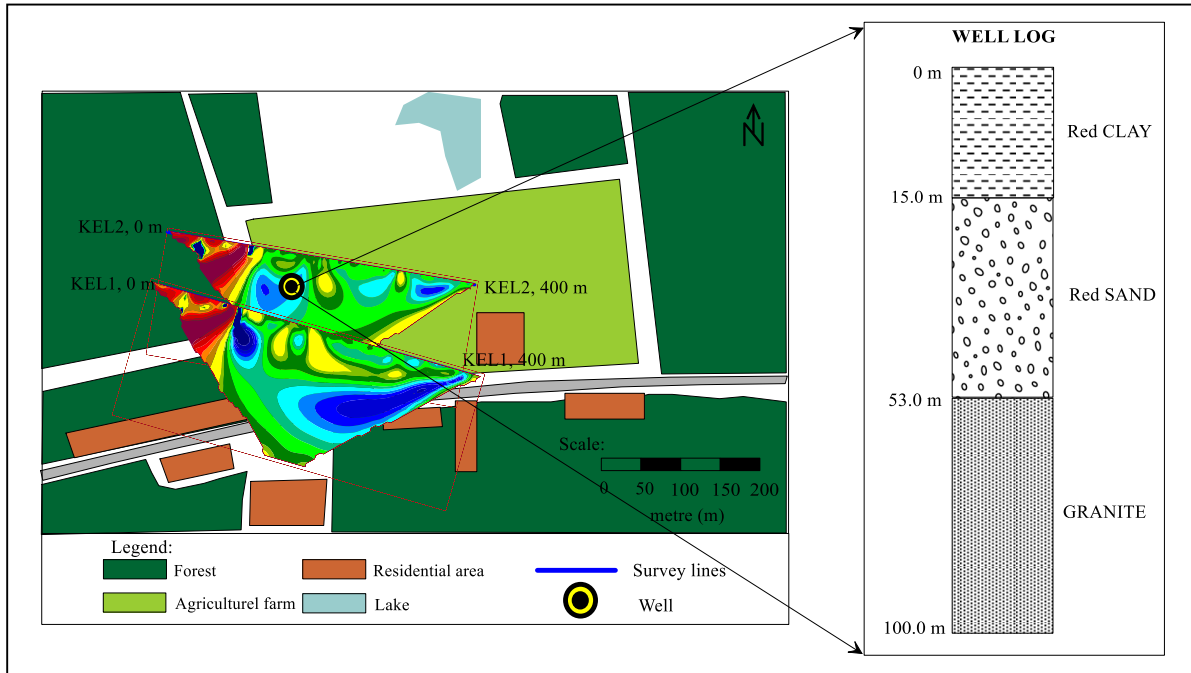 WELL LOG
0 m
Red CLAY
15.0 m
Red SAND
53.0 m
GRANITE
100.0 m
N
KEL2, 0 m
KEL1, 0 m
KEL2, 400 m
KEL1, 400 m
Scale:
0 50 100 150 200
metre (m)
Legend:
Forest
Residential area
Survey lines
Agriculturel farm
Lake
Well